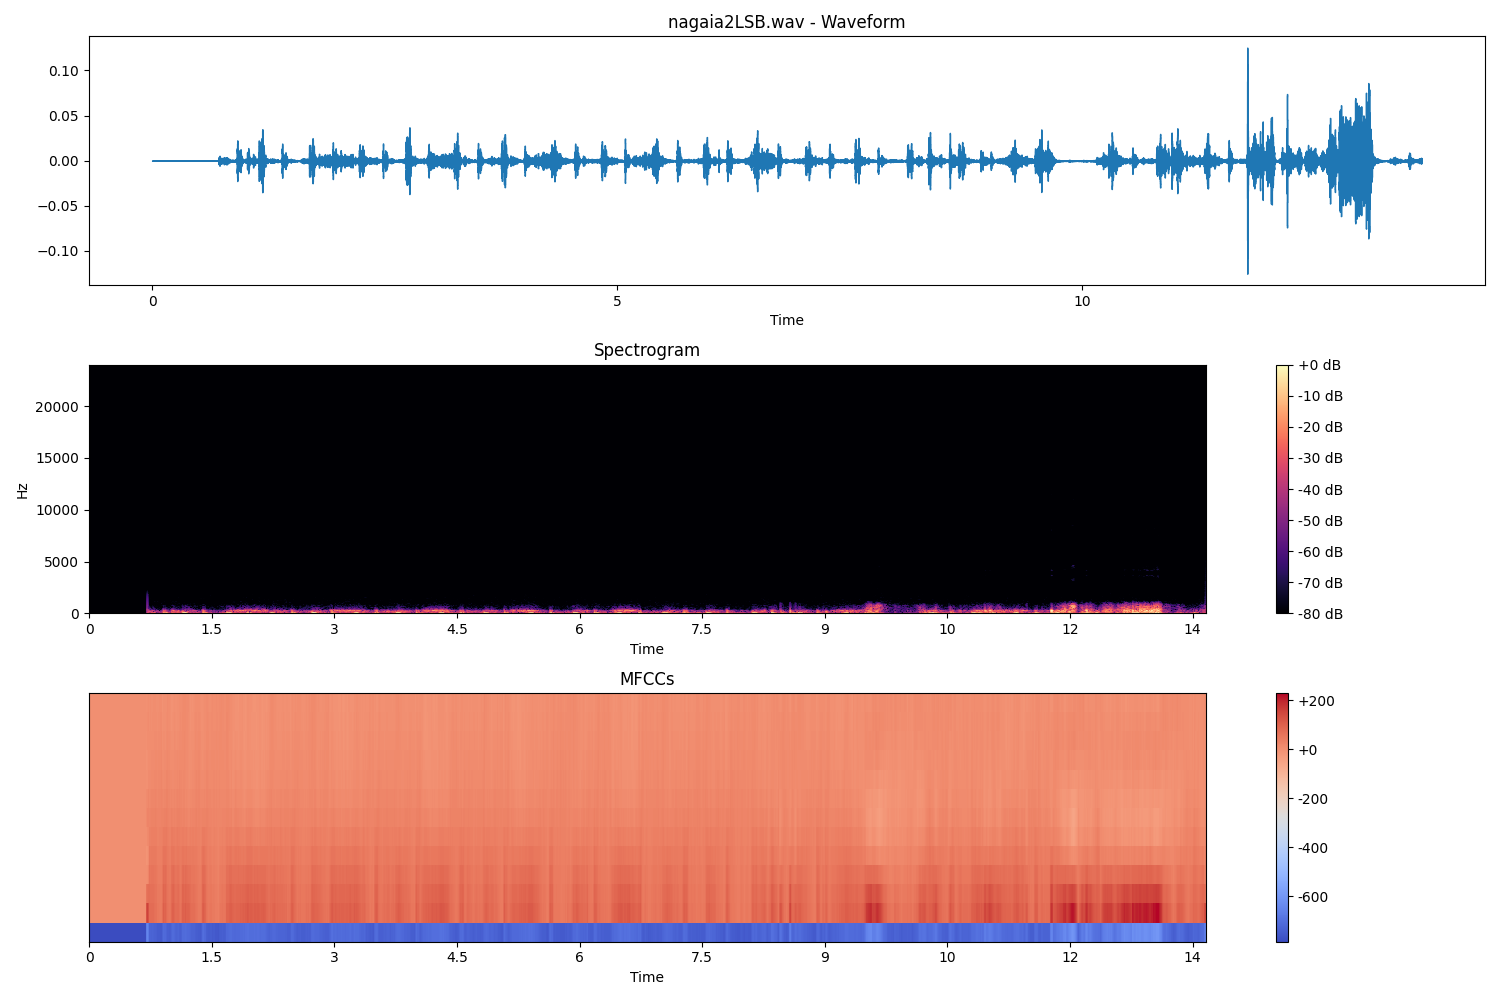 nagaia2LSB.wav - Waveform
0.10
0.05
0.00
−0.05
−0.10
0 5 10
Time
Spectrogram
Hz
20000
15000
10000
5000
0
0 1.5 3 4.5 6 7.5 9 10 12 14
Time
+0 dB
-10 dB
-20 dB
-30 dB
-40 dB
-50 dB
-60 dB
-70 dB
-80 dB
MFCCs
0 1.5 3 4.5 6 7.5 9 10 12 14
Time
+200
+0
-200
-400
-600